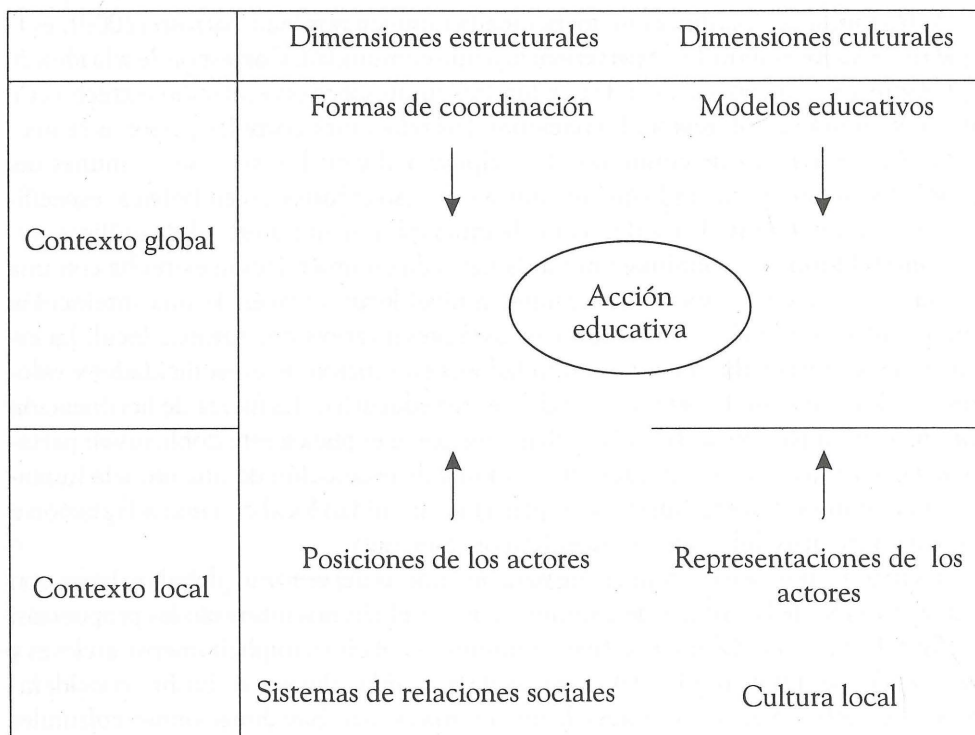 Dimensiones estructurales Dimensiones culturales
Formas de coordinación Modelos educativos
Contexto global
Acción
educativa
Posiciones de los actores Representaciones de los
actores
Contexto local
Sistemas de relaciones sociales Cultura local